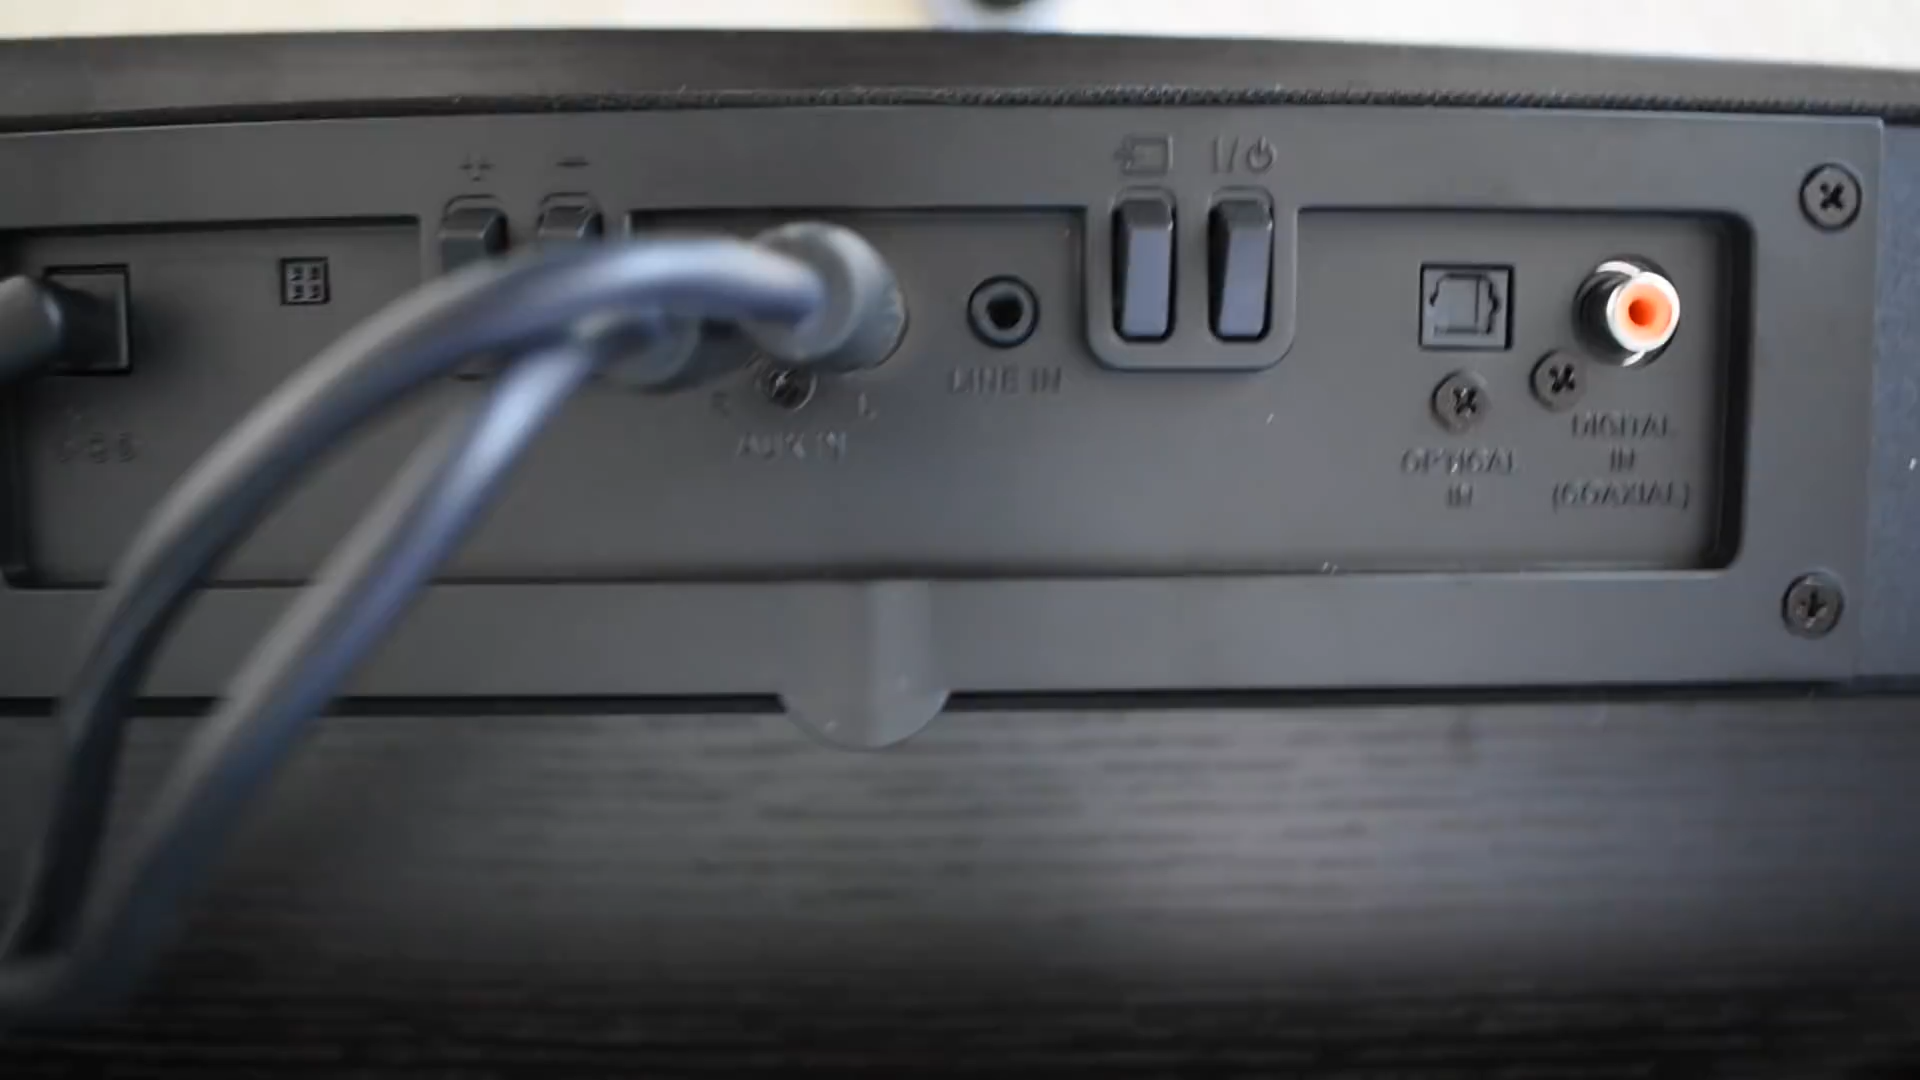 + -
I/⏻
R L
AUX IN
LINE IN
OPTICAL
IN
DIGITAL
IN
(COAXIAL)